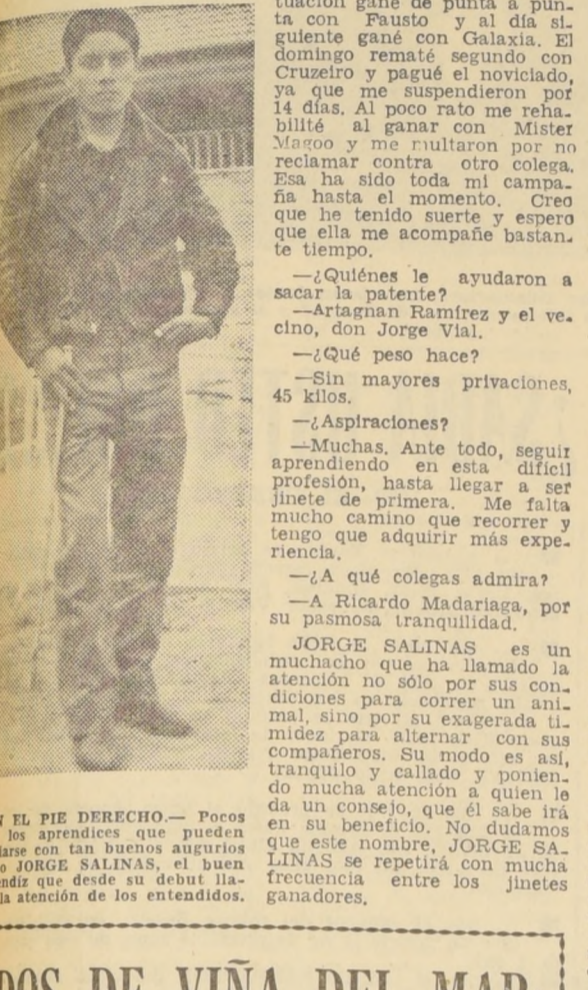 tuación gané de punta a pun-
ta con Fausto y al día si-
guiente gané con Galaxia. El
domingo rematé segundo con
Cruzeiro y pagué el noviciado,
ya que me suspendieron por
14 días. Al poco rato me reha-
bilité al ganar con Mister
Magoo y me multaron por no
reclamar contra otro colega.
Esa ha sido toda mi campa-
ña hasta el momento. Creo
que he tenido suerte y espero
que ella me acompañe bastan-
te tiempo.
—¿Quiénes le ayudaron a
sacar la patente?
—Artagnan Ramírez y el ve-
cino, don Jorge Vial.
—¿Qué peso hace?
—Sin mayores privaciones,
45 kilos.
—¿Aspiraciones?
—Muchas. Ante todo, seguir
aprendiendo en esta difícil
profesión, hasta llegar a ser
jinete de primera. Me falta
mucho camino que recorrer y
tengo que adquirir más expe-
riencia.
—¿A qué colegas admira?
—A Ricardo Madariaga, por
su pasmosa tranquilidad.
JORGE SALINAS es un
muchacho que ha llamado la
atención no sólo por sus con-
diciones para correr un ani-
mal, sino por su exagerada ti-
midez para alternar con sus
compañeros. Su modo es así,
tranquilo y callado y ponien-
do mucha atención a quien le
da un consejo, que él sabe irá
en su beneficio. No dudamos
que este nombre, JORGE SA-
LINAS se repetirá con mucha
frecuencia entre los jinetes
ganadores.
EL PIE DERECHO.— Pocos
los aprendices que pueden
iarse con tan buenos augurios
o JORGE SALINAS, el buen
endiz que desde su debut lla-
la atención de los entendidos.
DOS DE VIÑA DEL MAR